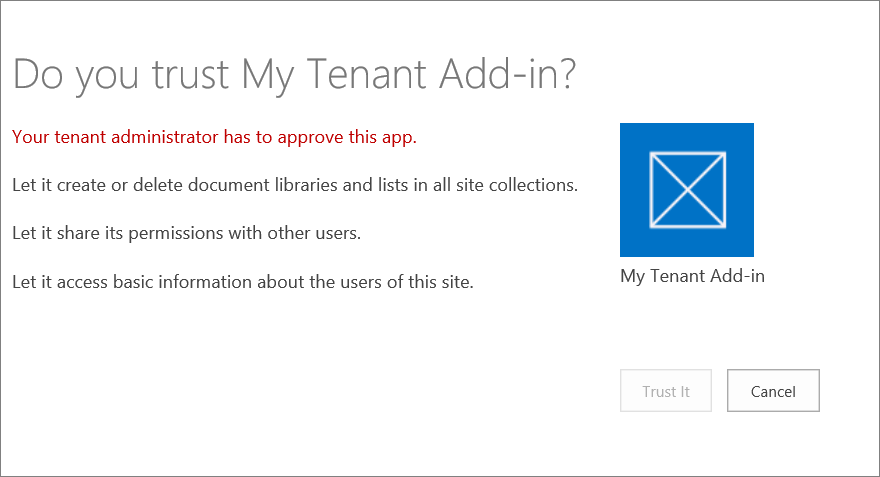 Do you trust My Tenant Add-in?
Your tenant administrator has to approve this app.
Let it create or delete document libraries and lists in all site collections.
Let it share its permissions with other users.
Let it access basic information about the users of this site.
My Tenant Add-in
Trust It
Cancel